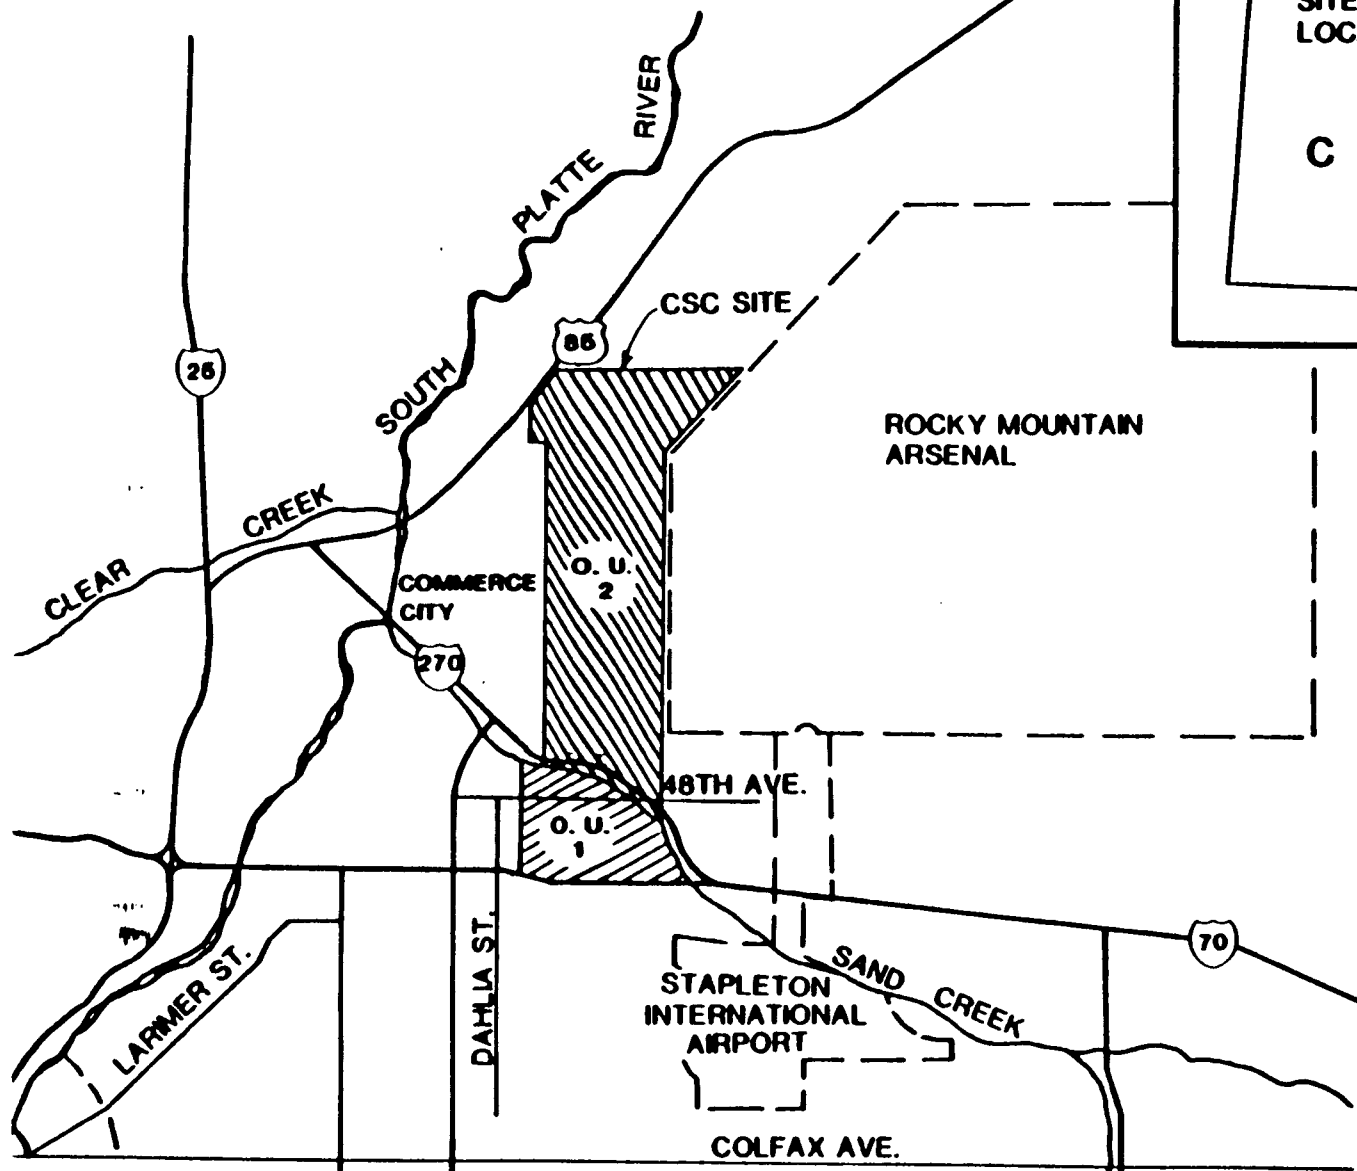 SITE
LOC
RIVER
PLATTE
C
CSC SITE
85
SOUTH
25
ROCKY MOUNTAIN
ARSENAL
CREEK
CLEAR
O. U.
2
COMMERCE
CITY
270
48TH AVE.
O. U.
1
DAHLIA ST.
LARIMER ST.
70
SAND CREEK
STAPLETON
INTERNATIONAL
AIRPORT
COLFAX AVE.